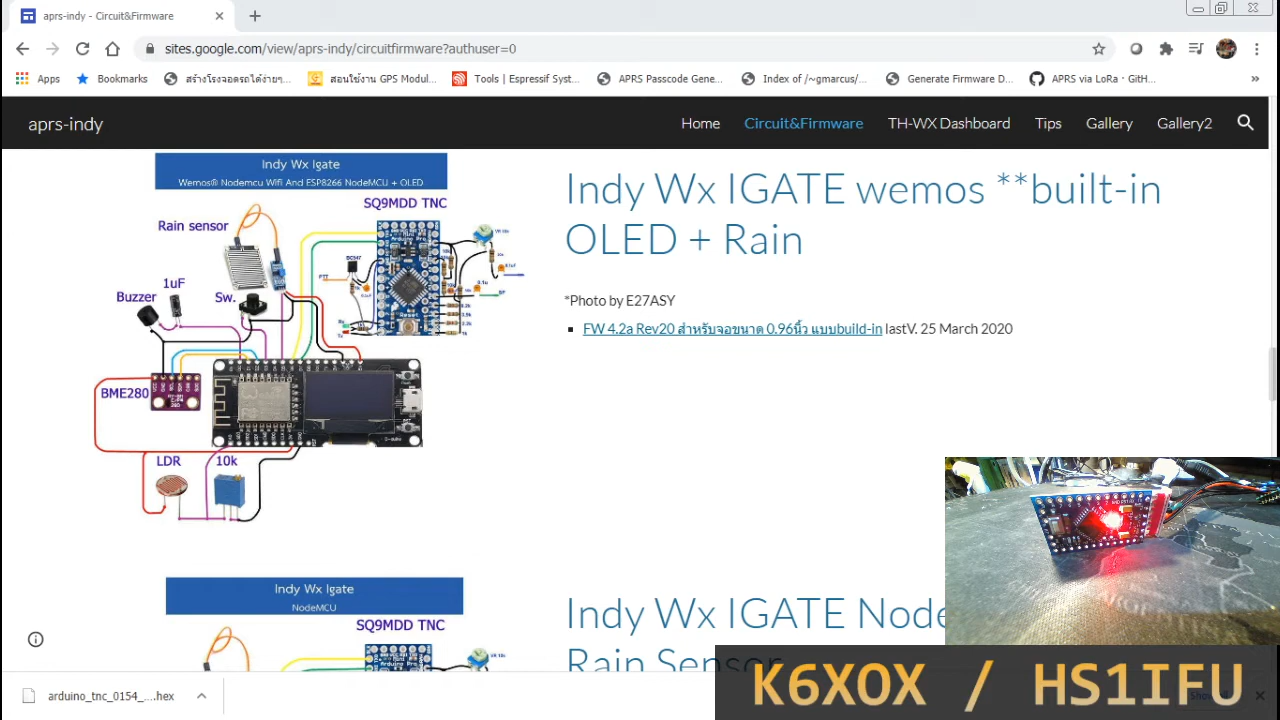 aprs-indy - Circuit&Firmware
sites.google.com/view/aprs-indy/circuitfirmware?authuser=0
Apps
Bookmarks
สร้างโรงจอดรถได้ง่ายๆ...
สอนใช้งาน GPS Modul...
Tools | Espressif Syst...
APRS Passcode Gene...
Index of /~gmarcus/...
Generate Firmware D...
APRS via LoRa · GitH...
aprs-indy
Home
Circuit&Firmware
TH-WX Dashboard
Tips
Gallery
Gallery2
Indy Wx Igate
Wemos® Nodemcu Wifi And ESP8266 NodeMCU + OLED
SQ9MDD TNC
Rain sensor
BC547
PTT
1uF
Buzzer
Sw.
Reset
BME280
LDR
10k
Indy Wx IGATE wemos **built-in
OLED + Rain
*Photo by E27ASY
FW 4.2a Rev20 สำหรับจอขนาด 0.96นิ้ว แบบbuild-in lastV. 25 March 2020
Indy Wx Igate
NodeMCU
SQ9MDD TNC
VR 10k
Indy Wx IGATE Node
Rain Sensor
arduino_tnc_0154_....hex
K6XOX / HS1IFU